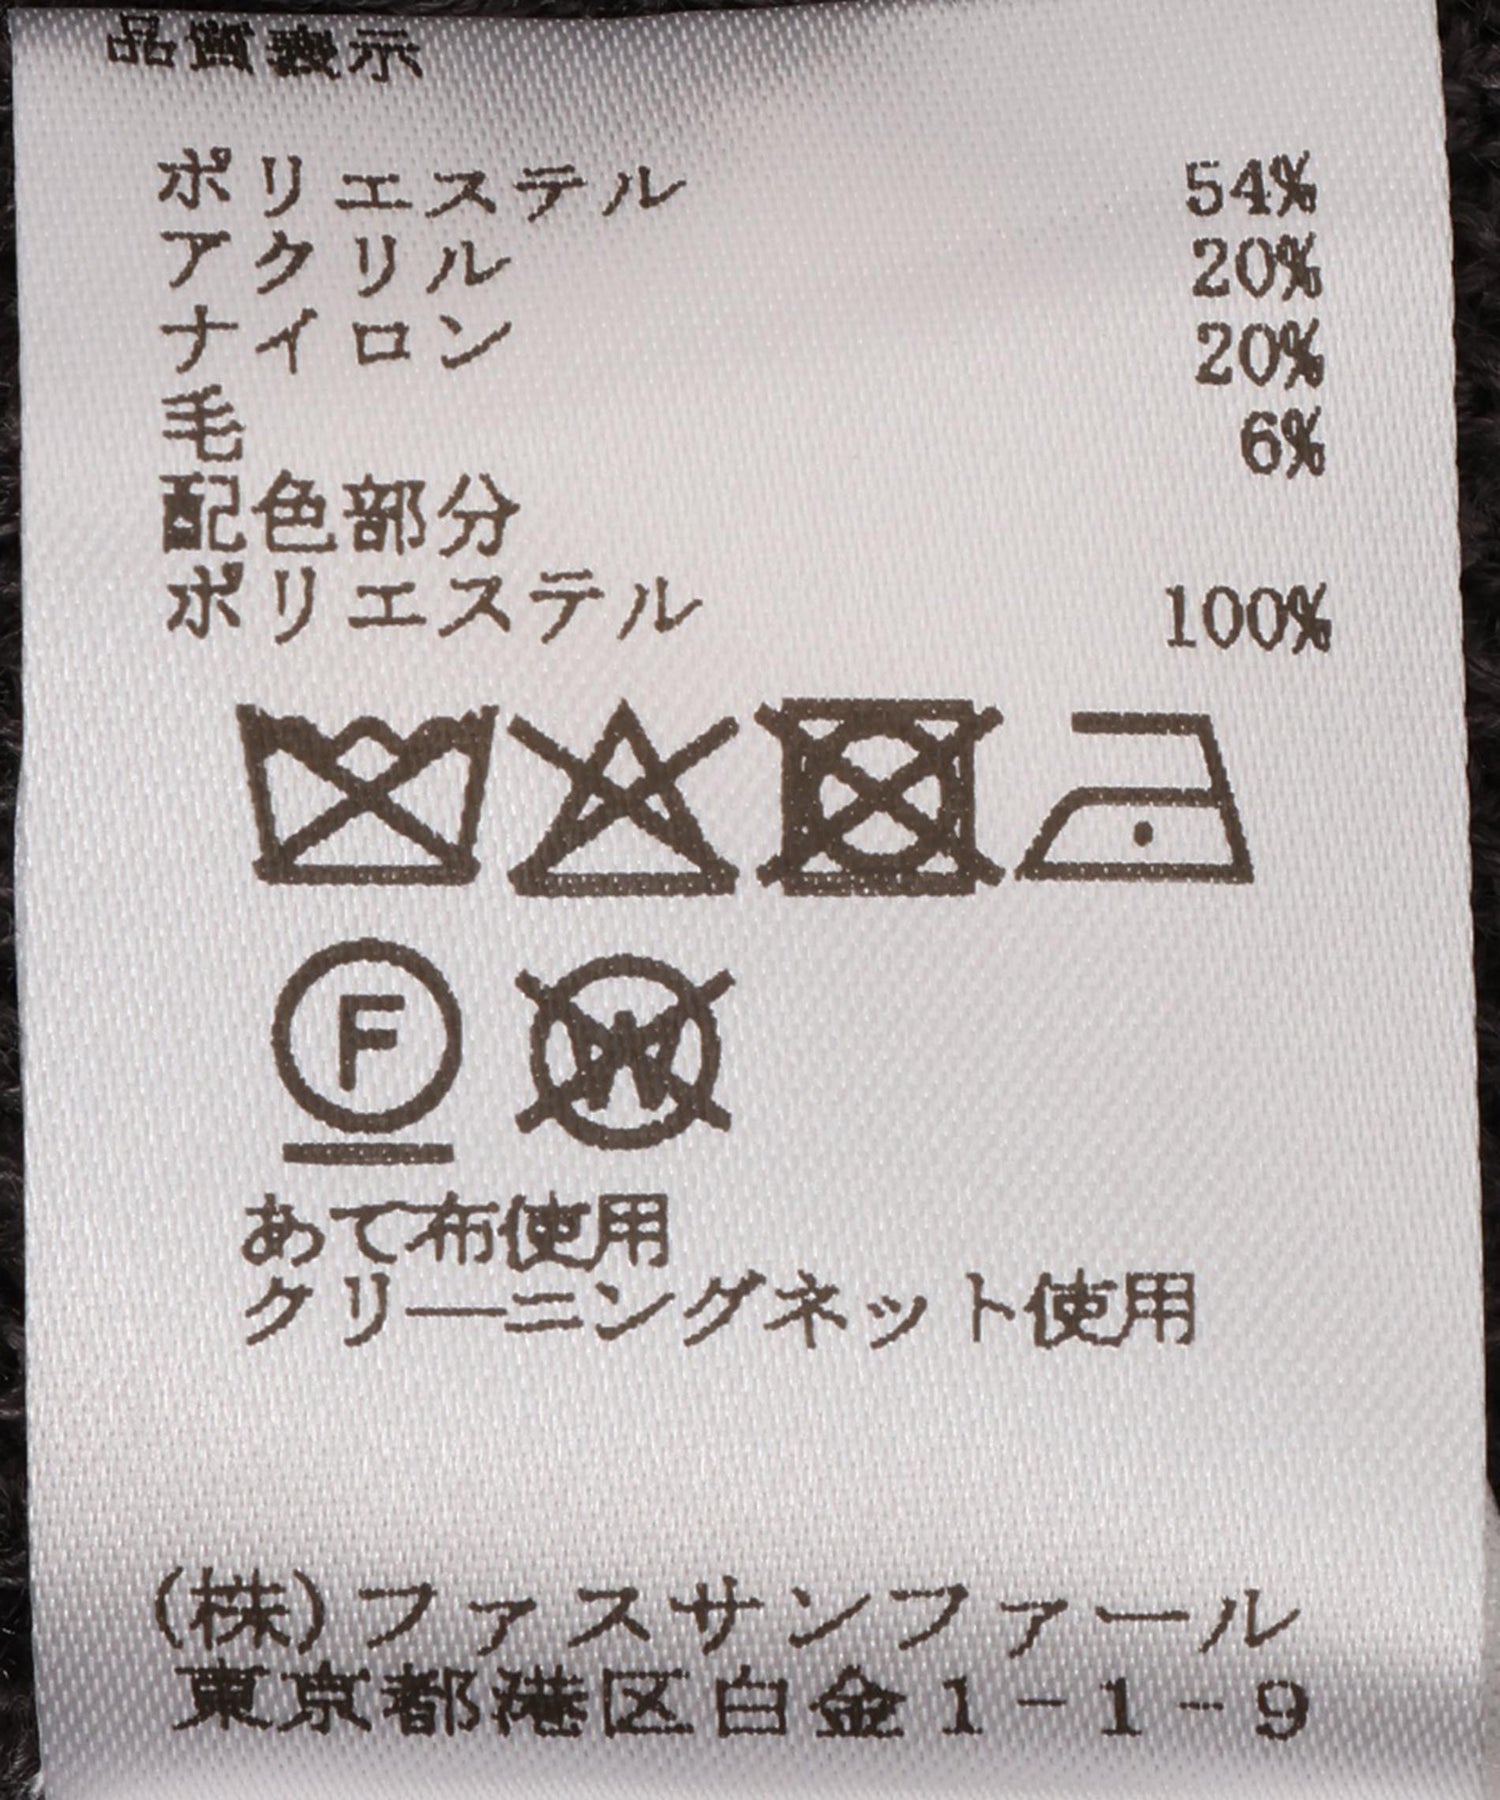 品質表示
ポリエステル 54%
アクリル 20%
ナイロン 20%
毛 6%
配色部分
ポリエステル 100%
F
W
あて布使用
クリーニングネット使用
(株)ファスサンファール
東京都港区白金1-1-9